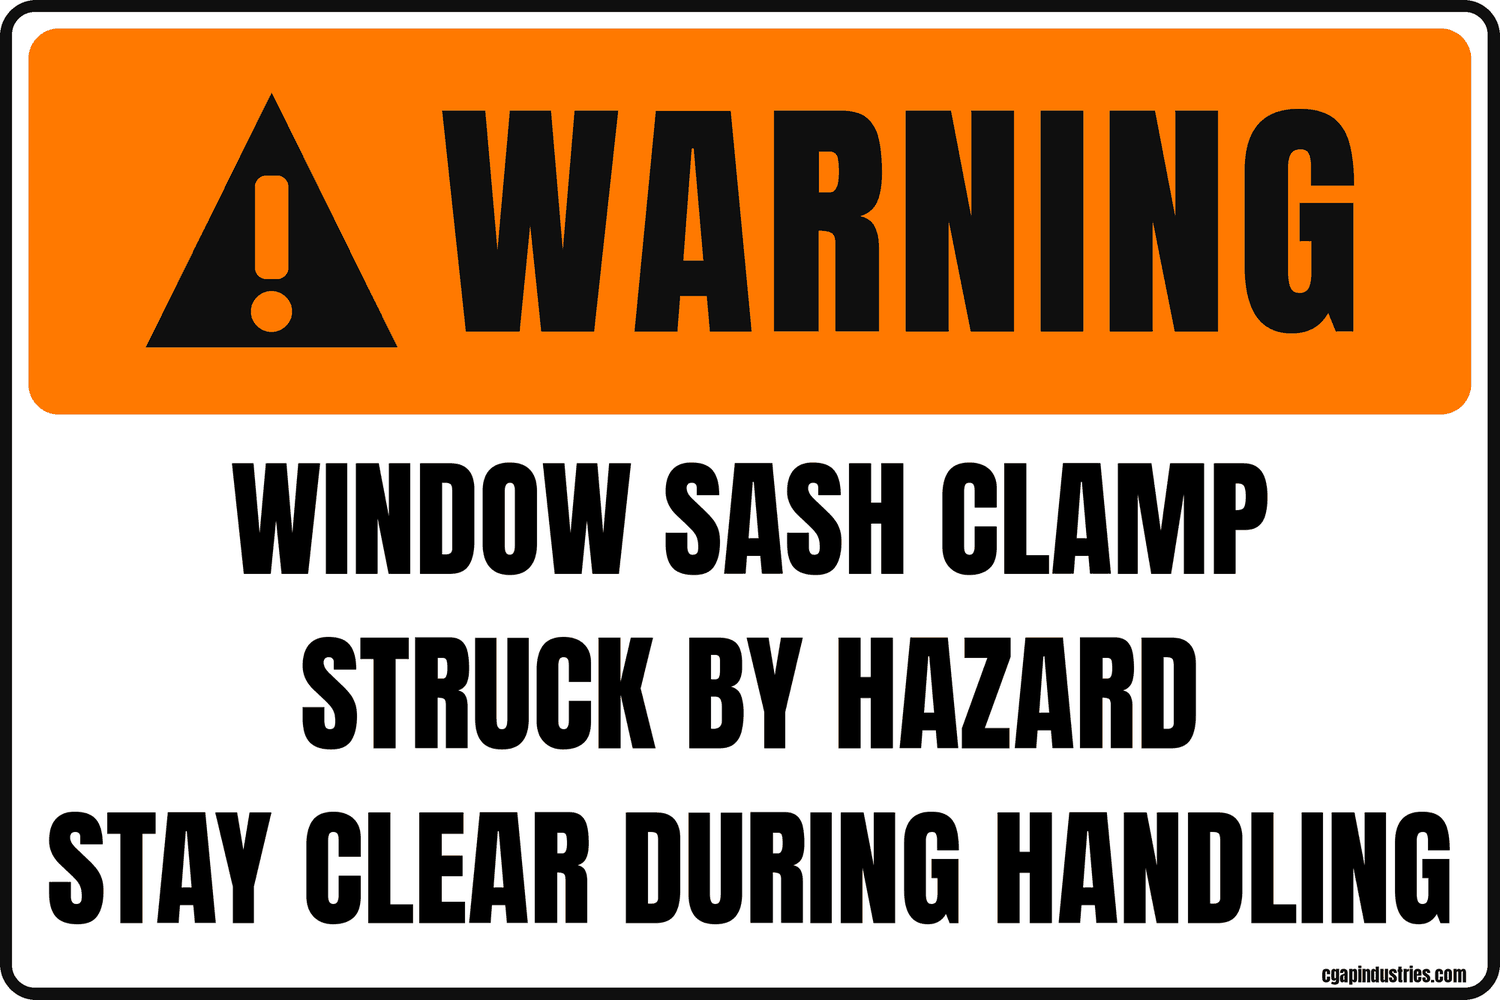 WARNING
WINDOW SASH CLAMP
STRUCK BY HAZARD
STAY CLEAR DURING HANDLING
cgapindustries.com